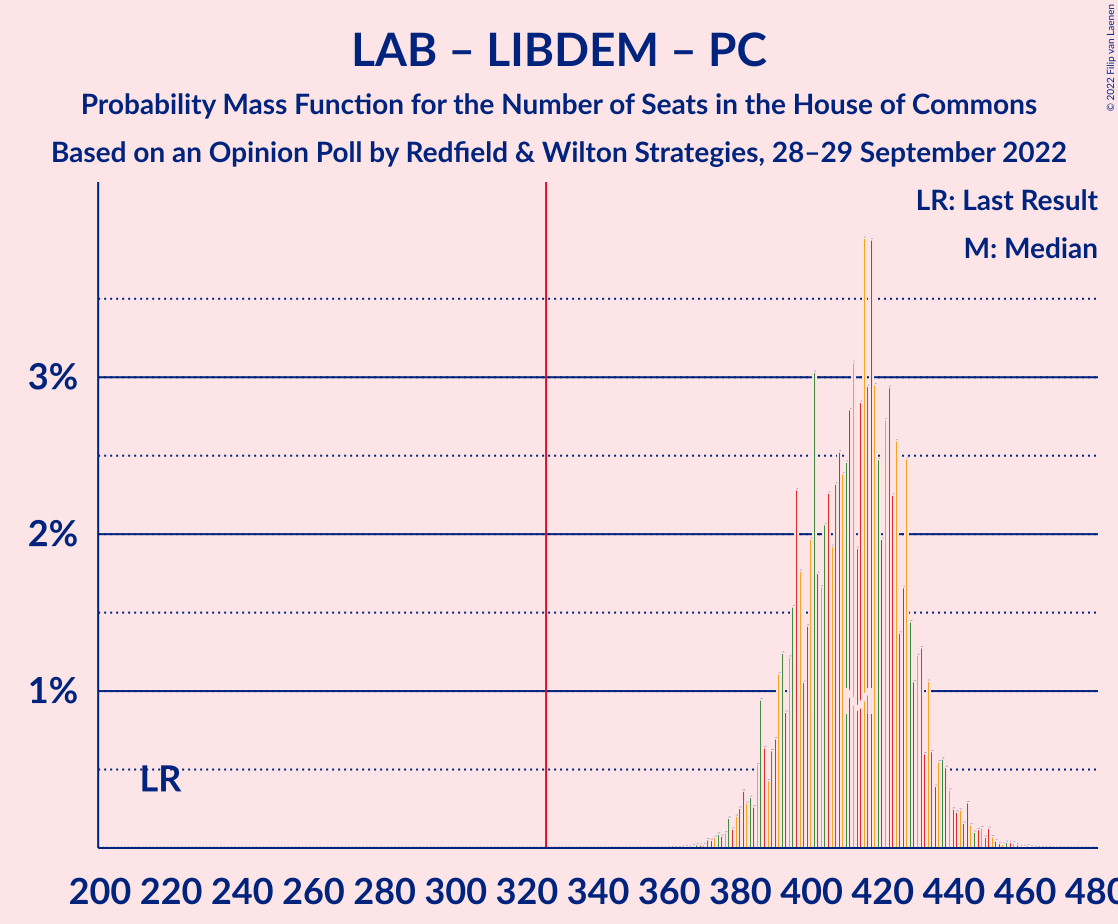 LAB – LIBDEM – PC
Probability Mass Function for the Number of Seats in the House of Commons
Based on an Opinion Poll by Redfield & Wilton Strategies, 28–29 September 2022
© 2022 Filip van Laenen
LR: Last Result
M: Median
3%
2%
1%
LR
M
200 220 240 260 280 300 320 340 360 380 400 420 440 460 480